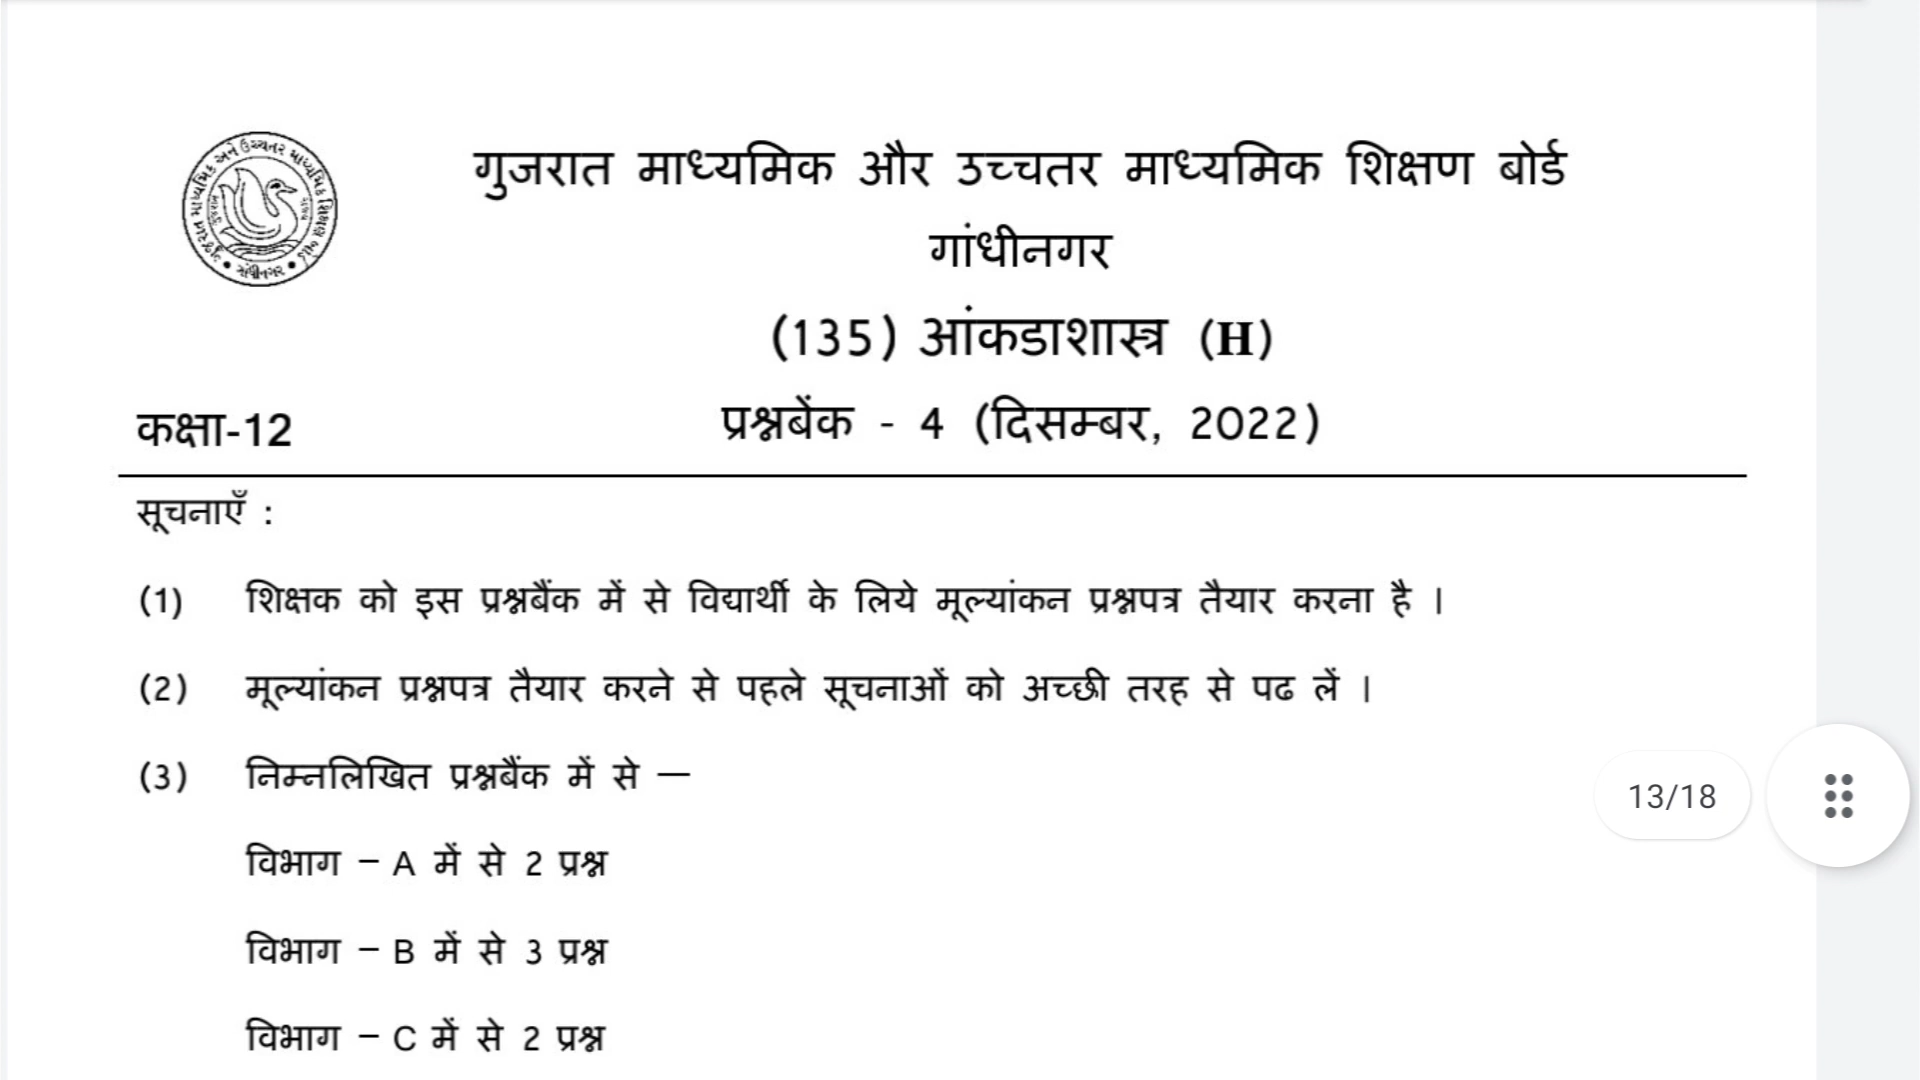 गुजरात माध्यमिक और उच्चतर माध्यमिक शिक्षण बोर्ड
गांधीनगर
(135) आंकडाशास्त्र (H)
कक्षा-12
प्रश्नबेंक - 4 (दिसम्बर, 2022)
सूचनाएँ :
(1) शिक्षक को इस प्रश्नबैंक में से विद्यार्थी के लिये मूल्यांकन प्रश्नपत्र तैयार करना है ।
(2) मूल्यांकन प्रश्नपत्र तैयार करने से पहले सूचनाओं को अच्छी तरह से पढ लें ।
(3) निम्नलिखित प्रश्नबैंक में से —
13/18
विभाग – A में से 2 प्रश्न
विभाग – B में से 3 प्रश्न
विभाग – C में से 2 प्रश्न